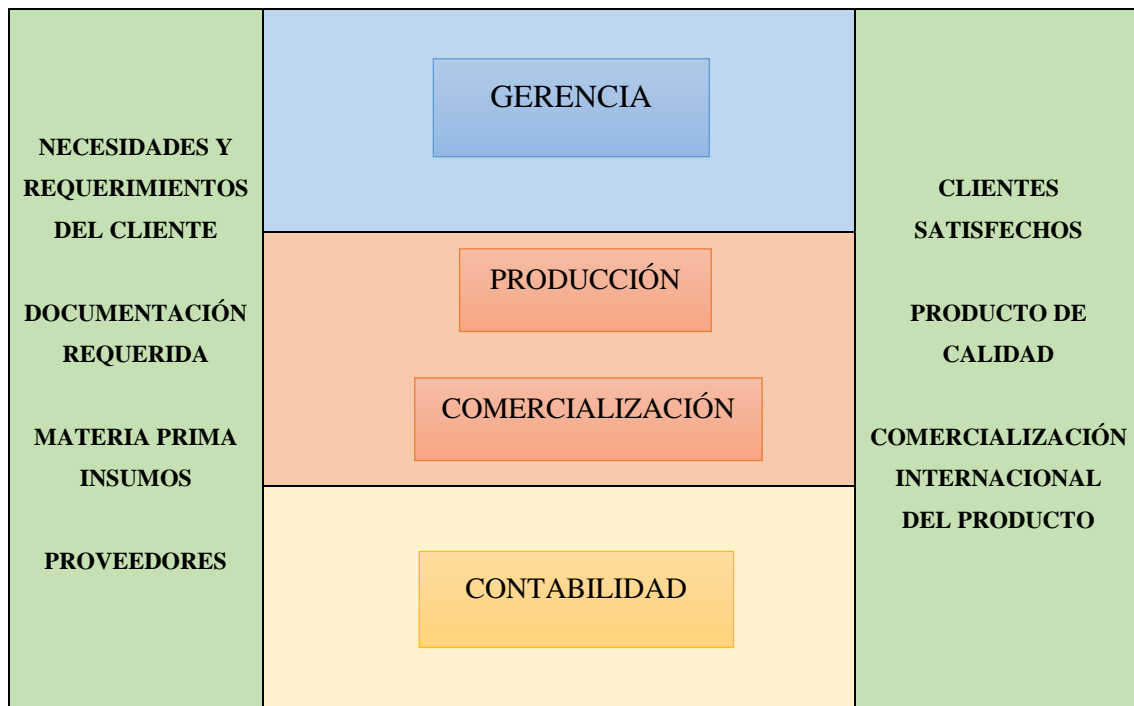 NECESIDADES Y
REQUERIMIENTOS
DEL CLIENTE
DOCUMENTACIÓN
REQUERIDA
MATERIA PRIMA
INSUMOS
PROVEEDORES
GERENCIA
PRODUCCIÓN
COMERCIALIZACIÓN
CONTABILIDAD
CLIENTES
SATISFECHOS
PRODUCTO DE
CALIDAD
COMERCIALIZACIÓN
INTERNACIONAL
DEL PRODUCTO